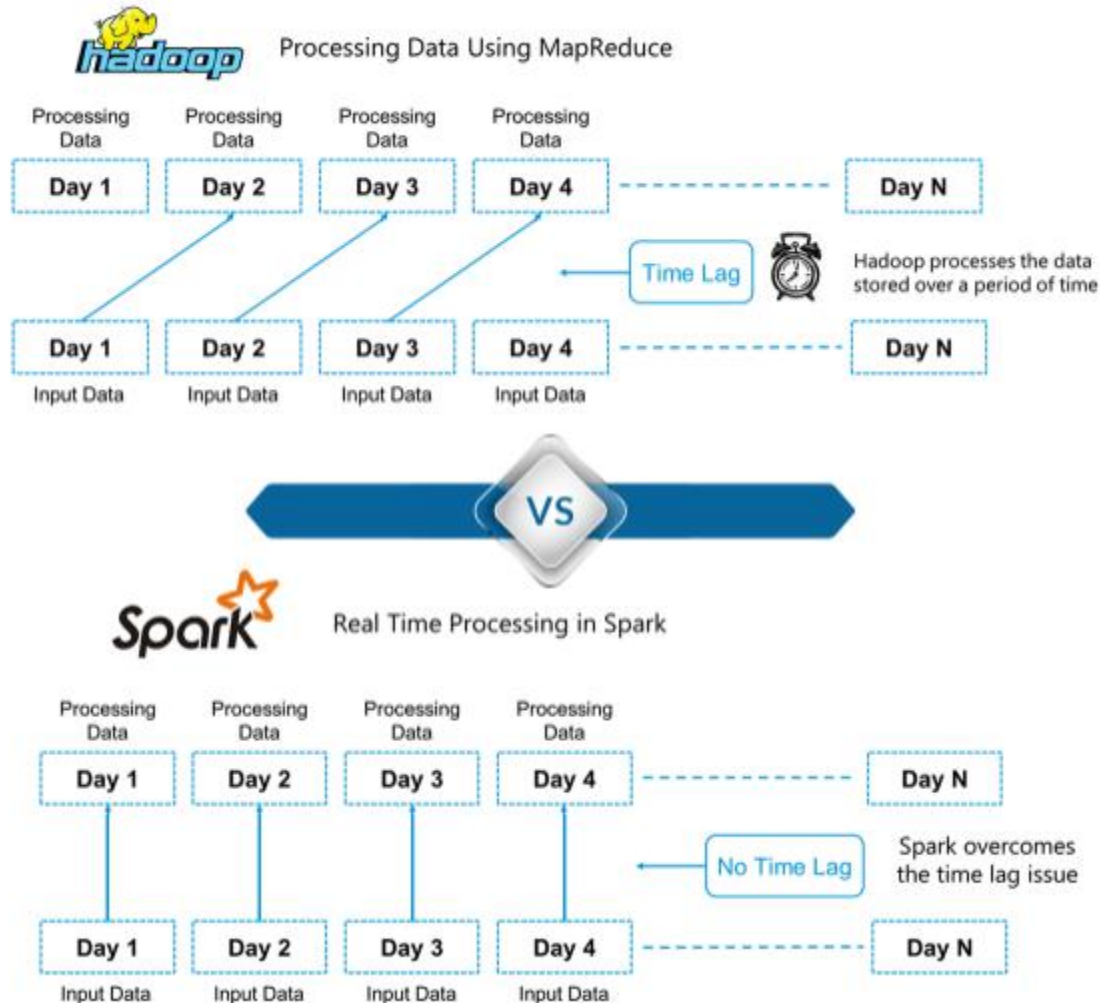 hadoop
Processing Data Using MapReduce
Processing Data
Processing Data
Processing Data
Processing Data
Day 1
Day 2
Day 3
Day 4
Day N
Time Lag
Hadoop processes the data
stored over a period of time
Day 1
Day 2
Day 3
Day 4
Day N
Input Data
Input Data
Input Data
Input Data
VS
Spark
Real Time Processing in Spark
Processing Data
Processing Data
Processing Data
Processing Data
Day 1
Day 2
Day 3
Day 4
Day N
No Time Lag
Spark overcomes
the time lag issue
Day 1
Day 2
Day 3
Day 4
Day N
Input Data
Input Data
Input Data
Input Data